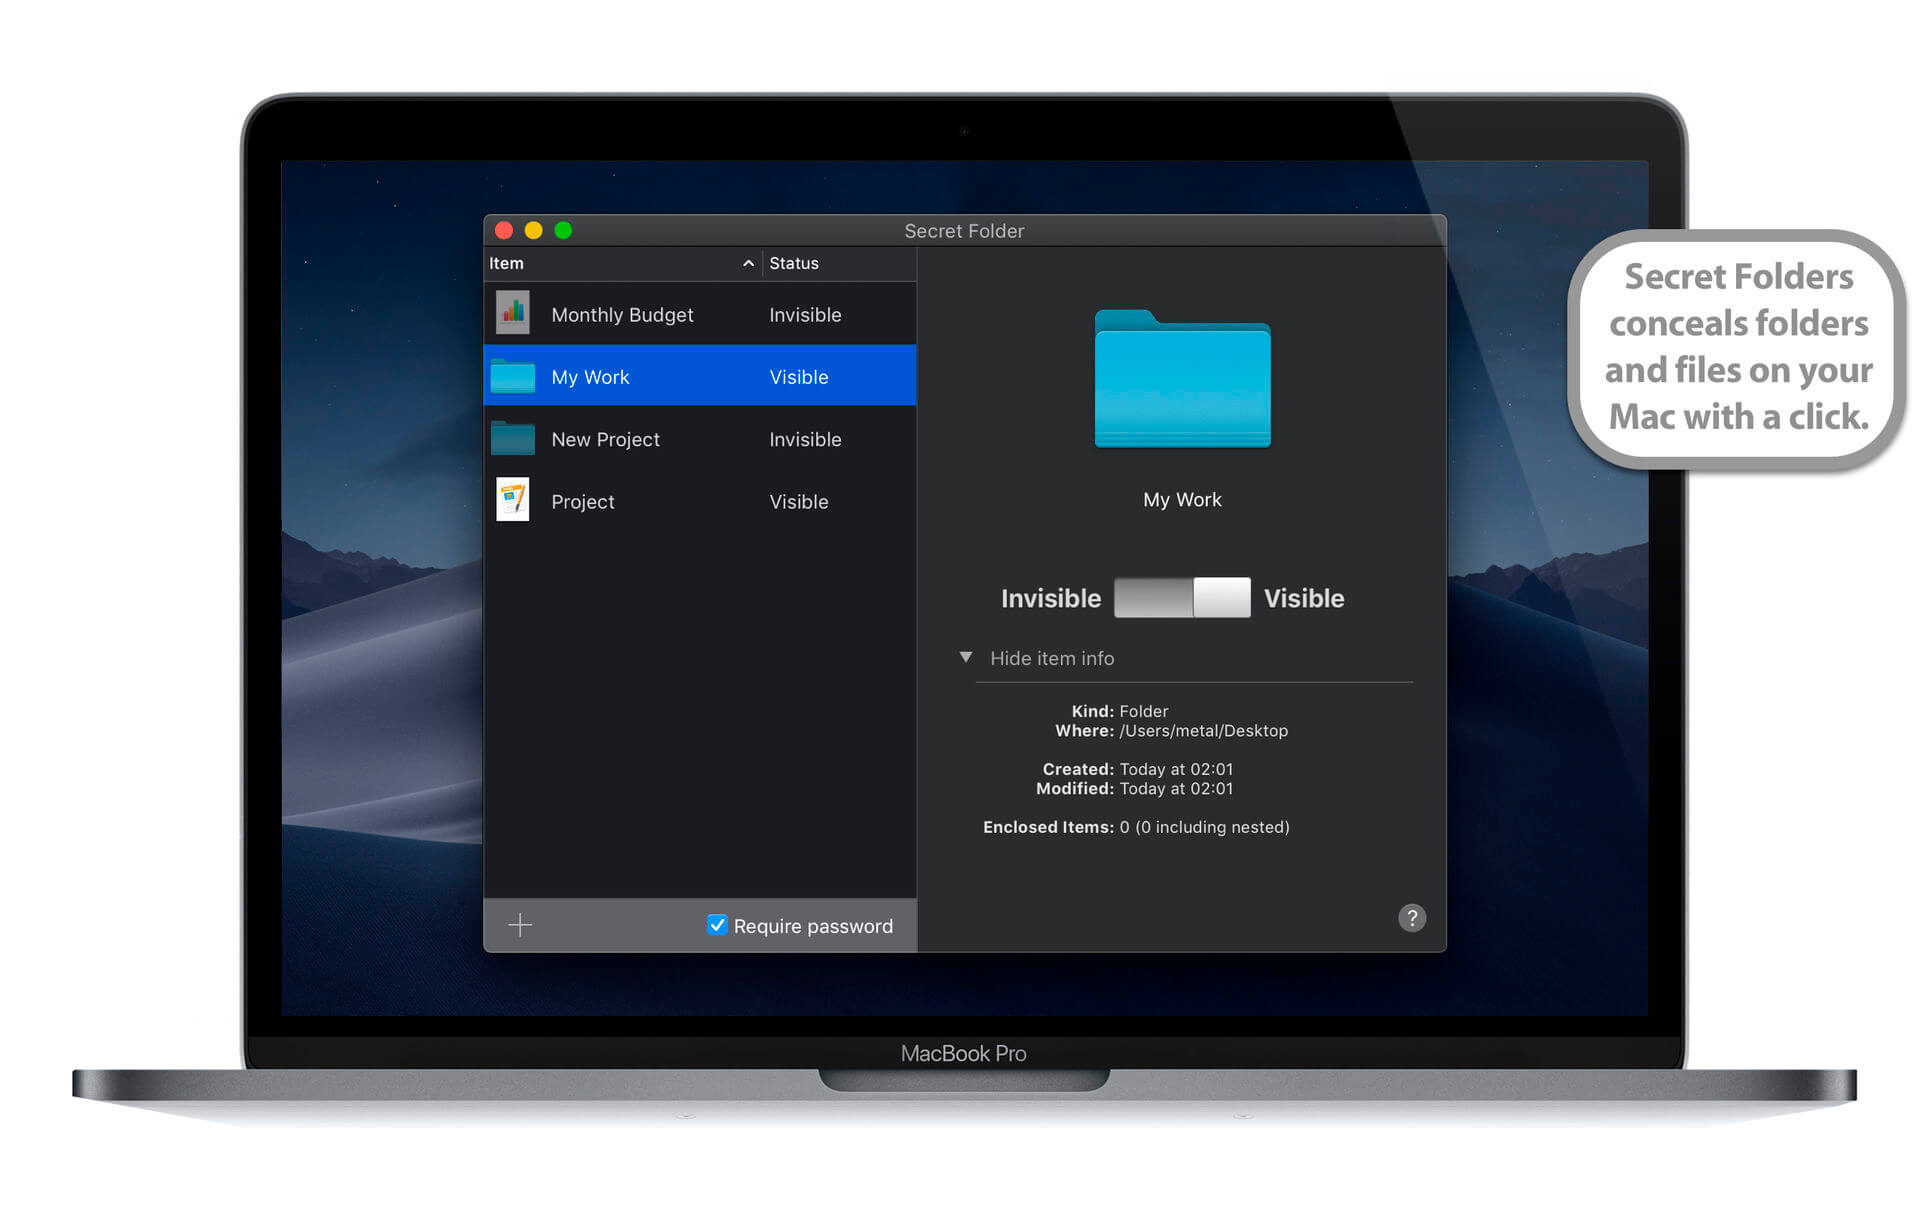 Secret Folder
Item Status
Monthly Budget Invisible
My Work Visible
New Project Invisible
Project Visible
Require password
My Work
Invisible Visible
Hide item info
Kind: Folder
Where: /Users/metal/Desktop
Created: Today at 02:01
Modified: Today at 02:01
Enclosed Items: 0 (0 including nested)
?
Secret Folders
conceals folders
and files on your
Mac with a click.
MacBook Pro